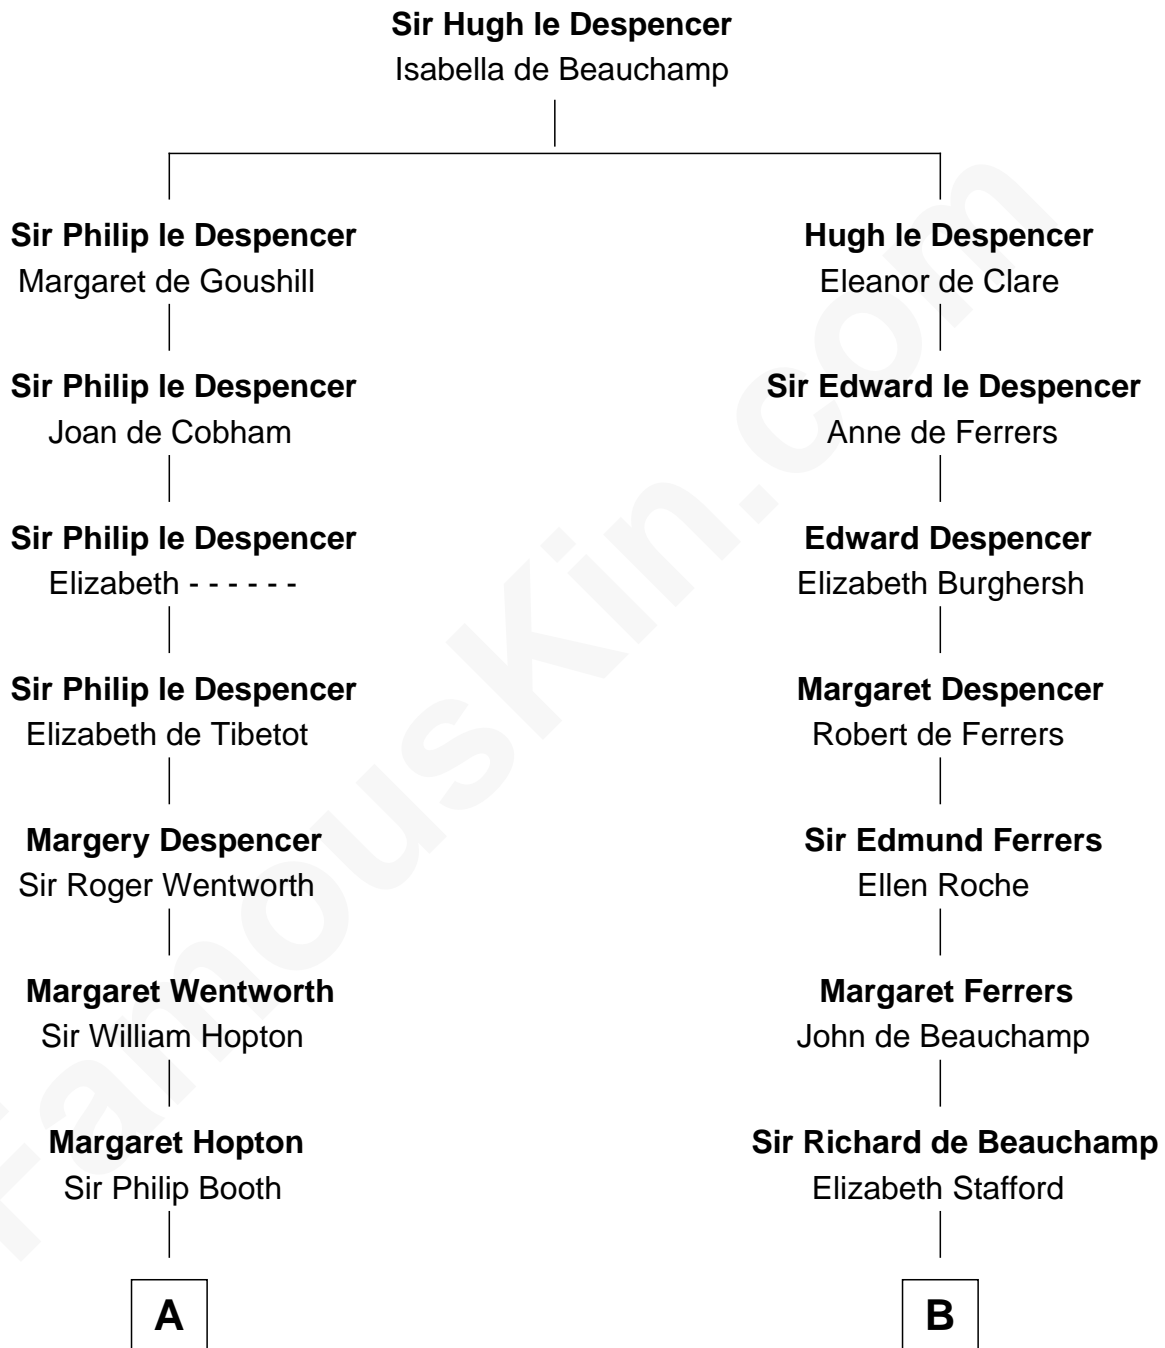 Sir Hugh le Despencer
Isabella de Beauchamp
Sir Philip le Despencer
Margaret de Goushill
Hugh le Despencer
Eleanor de Clare
Sir Philip le Despencer
Joan de Cobham
Sir Edward le Despencer
Anne de Ferrers
Sir Philip le Despencer
Elizabeth - - - - - -
Edward Despencer
Elizabeth Burghersh
Sir Philip le Despencer
Elizabeth de Tibetot
Margaret Despencer
Robert de Ferrers
Margery Despencer
Sir Roger Wentworth
Sir Edmund Ferrers
Ellen Roche
Margaret Wentworth
Sir William Hopton
Margaret Ferrers
John de Beauchamp
Margaret Hopton
Sir Philip Booth
Sir Richard de Beauchamp
Elizabeth Stafford
A
B
FamousKin.com